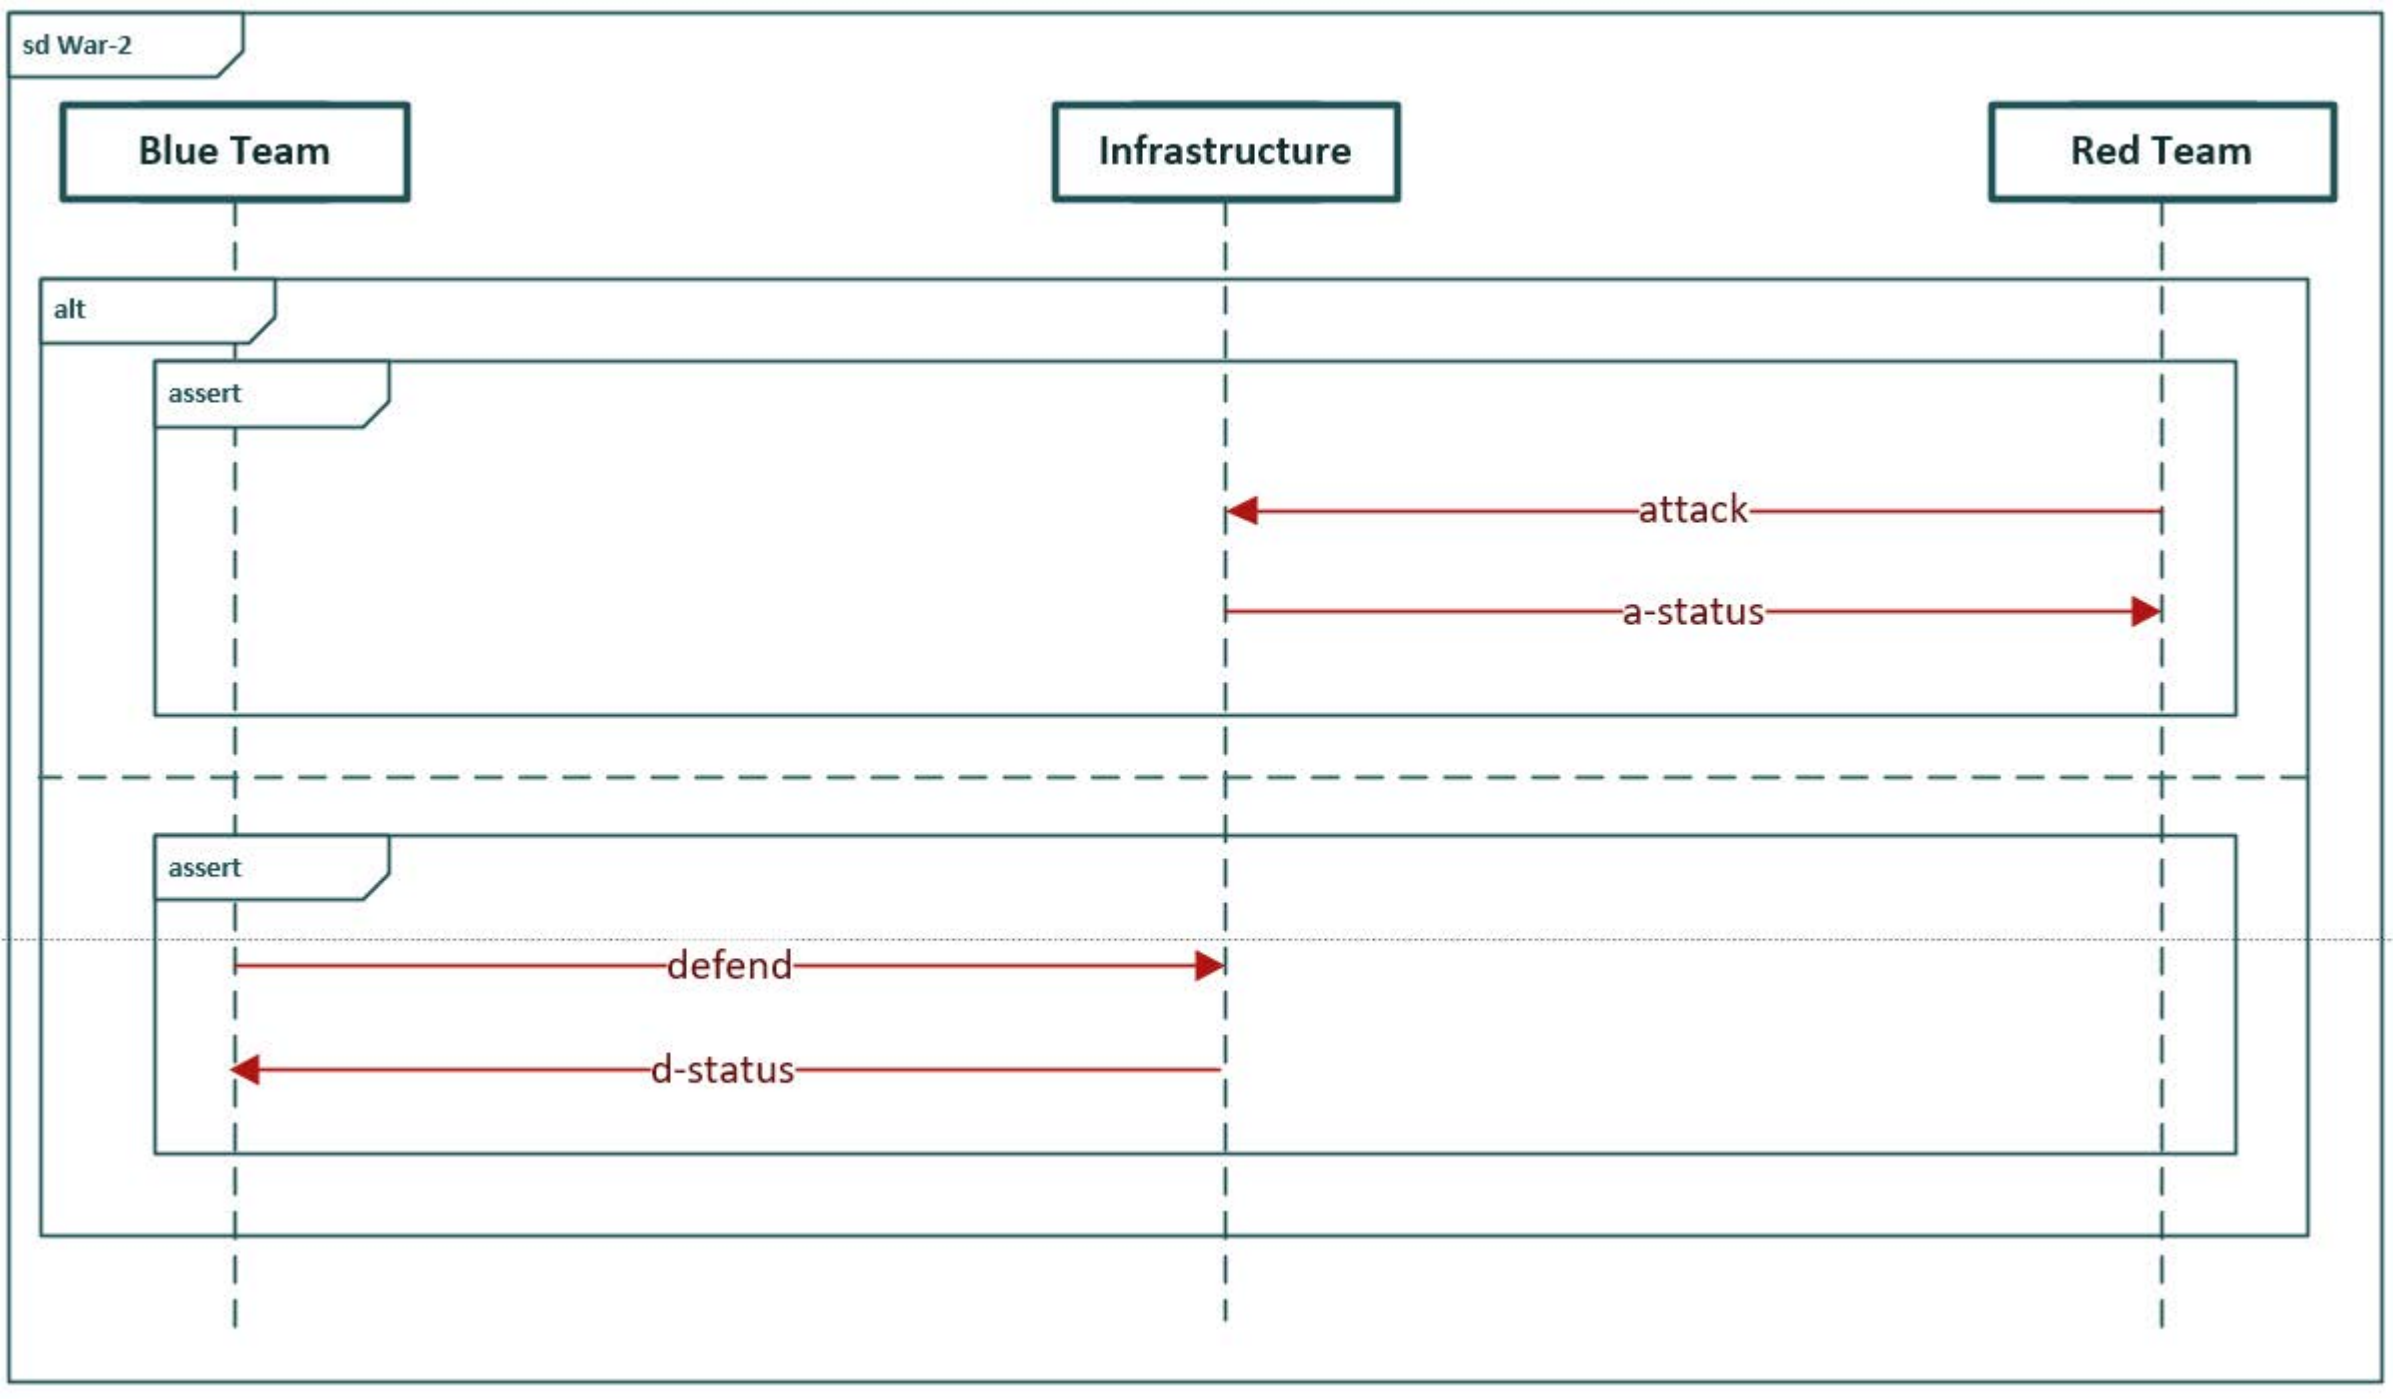 sd War-2
Blue Team
Infrastructure
Red Team
alt
assert
attack
a-status
assert
defend
d-status